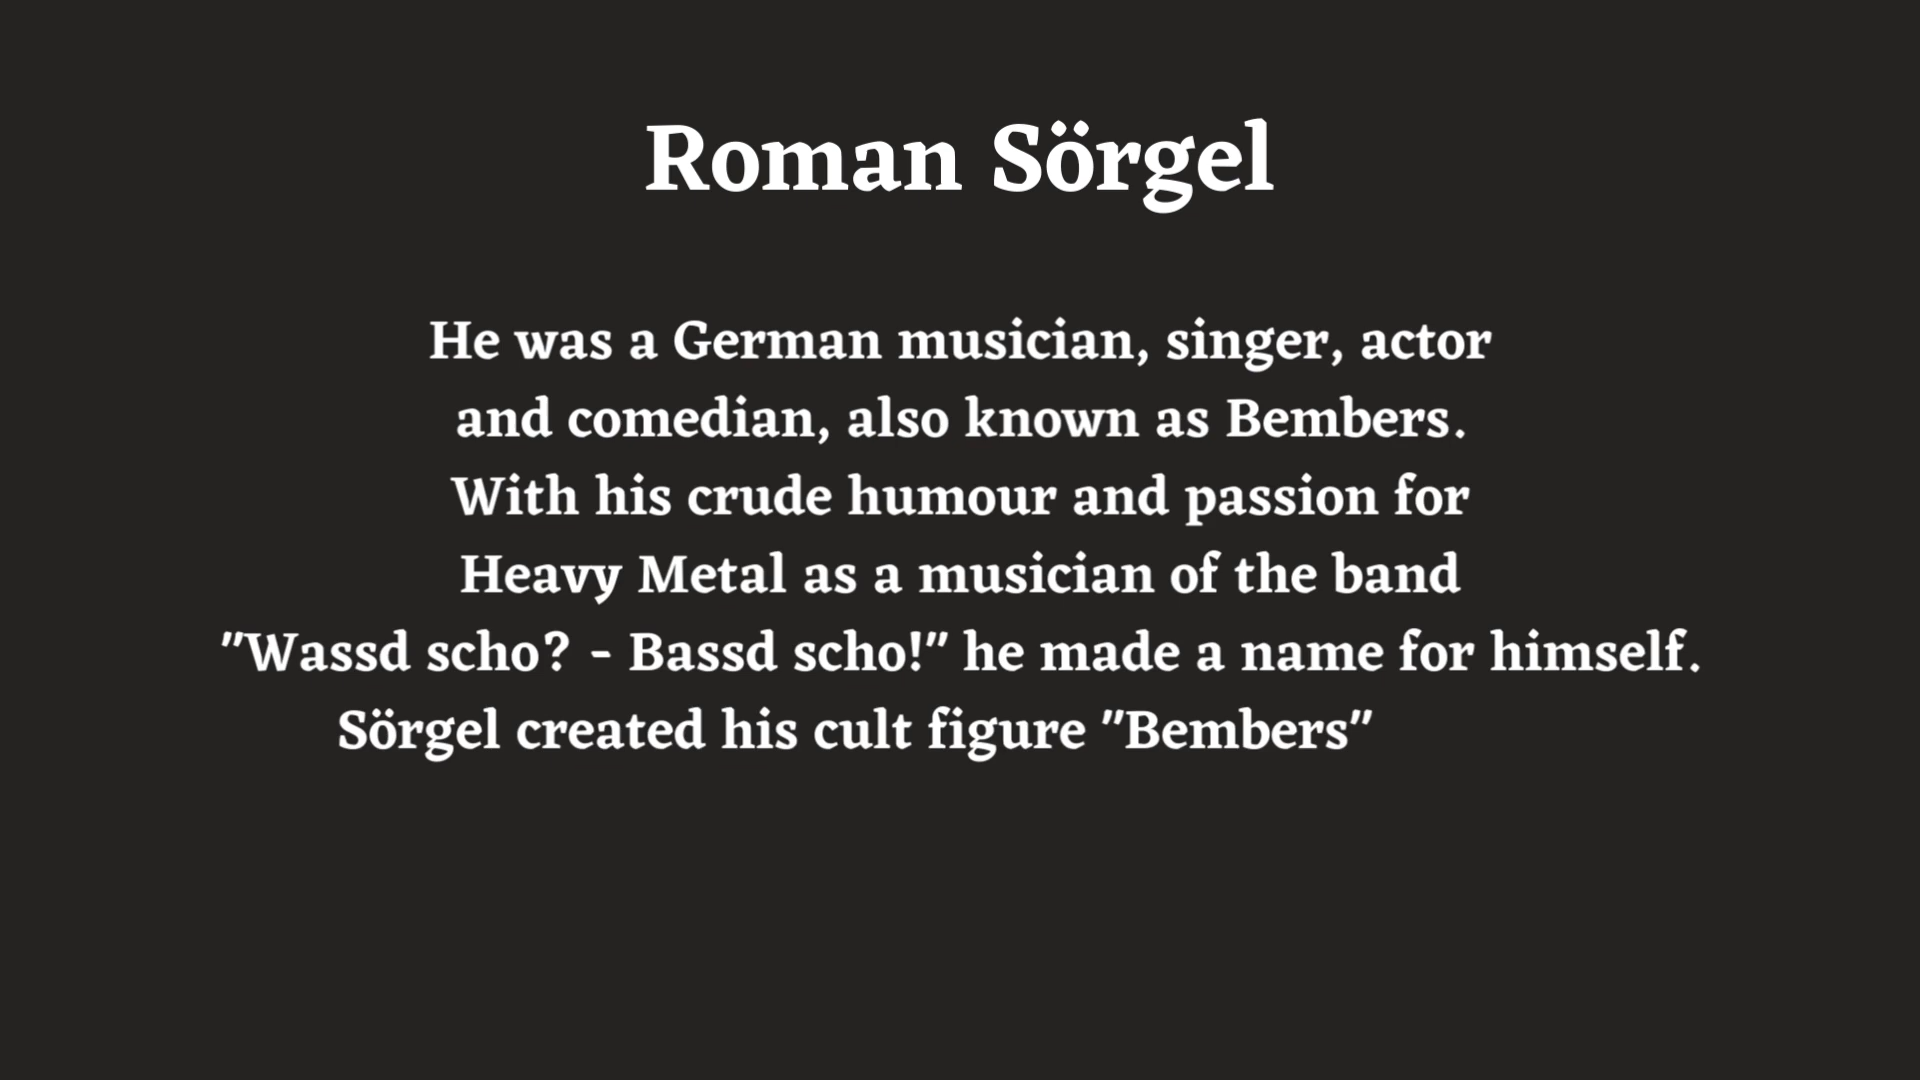 Roman Sörgel
He was a German musician, singer, actor
and comedian, also known as Bembers.
With his crude humour and passion for
Heavy Metal as a musician of the band
"Wassd scho? - Bassd scho!" he made a name for himself.
Sörgel created his cult figure "Bembers"